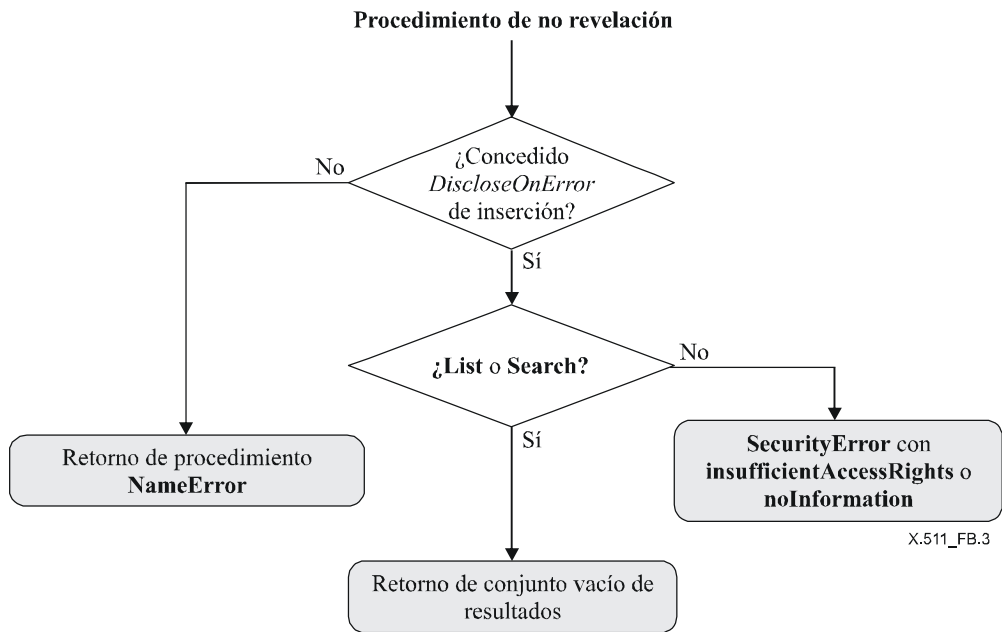 Procedimiento de no revelación
¿Concedido
DiscloseOnError
de inserción?
No
Sí
¿List o Search?
No
Sí
Retorno de procedimiento
NameError
SecurityError con
insufficientAccessRights o
noInformation
X.511_FB.3
Retorno de conjunto vacío de
resultados